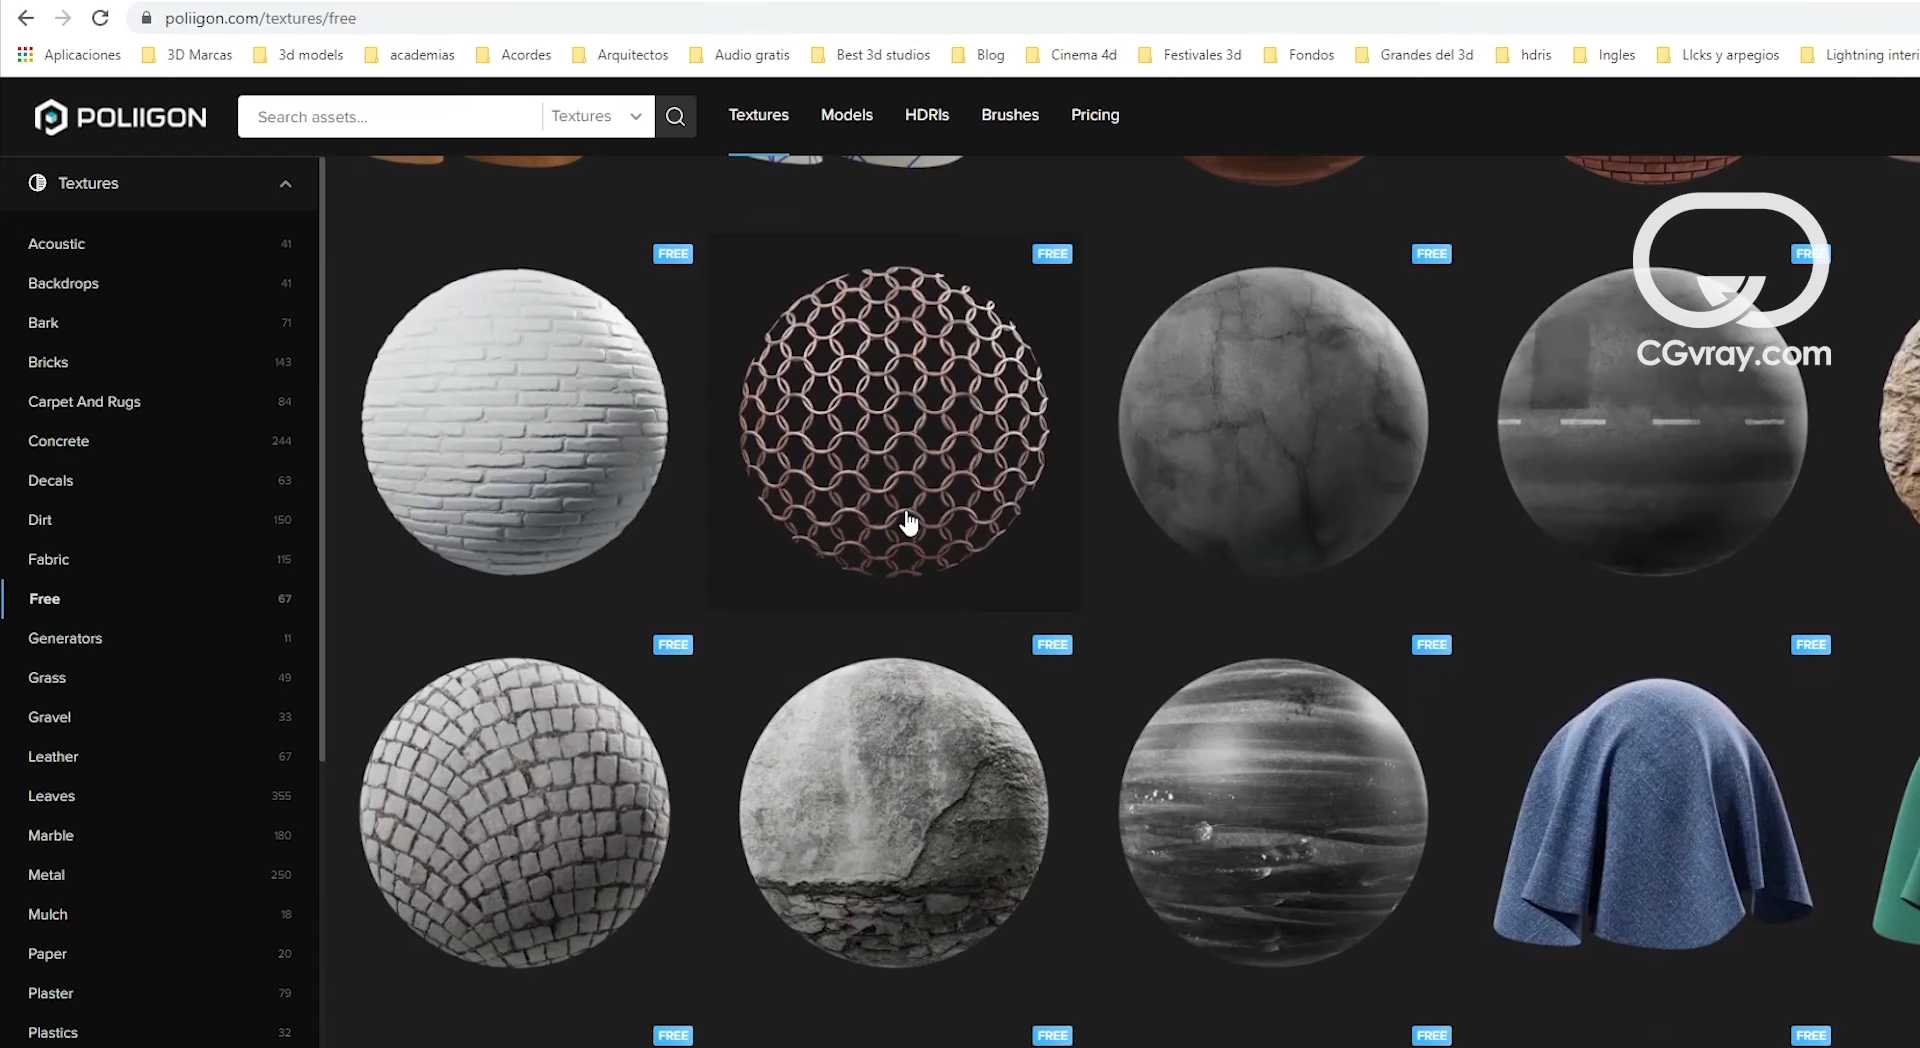 poliigon.com/textures/free
Aplicaciones 3D Marcas 3d models academias Acordes Arquitectos Audio gratis Best 3d studios Blog Cinema 4d Festivales 3d Fondos Grandes del 3d hdris Ingles LIcks y arpegios Lightning interi
POLIIGON Search assets... Textures Textures Models HDRIs Brushes Pricing
Textures
Acoustic 41
Backdrops 41
Bark 71
Bricks 143
Carpet And Rugs 84
Concrete 244
Decals 63
Dirt 150
Fabric 115
Free 67
Generators 11
Grass 49
Gravel 33
Leather 67
Leaves 355
Marble 180
Metal 250
Mulch 18
Paper 20
Plaster 79
Plastics 32
FREE FREE FREE FREE
CGvray.com
FREE FREE FREE FREE
FREE FREE FREE FREE